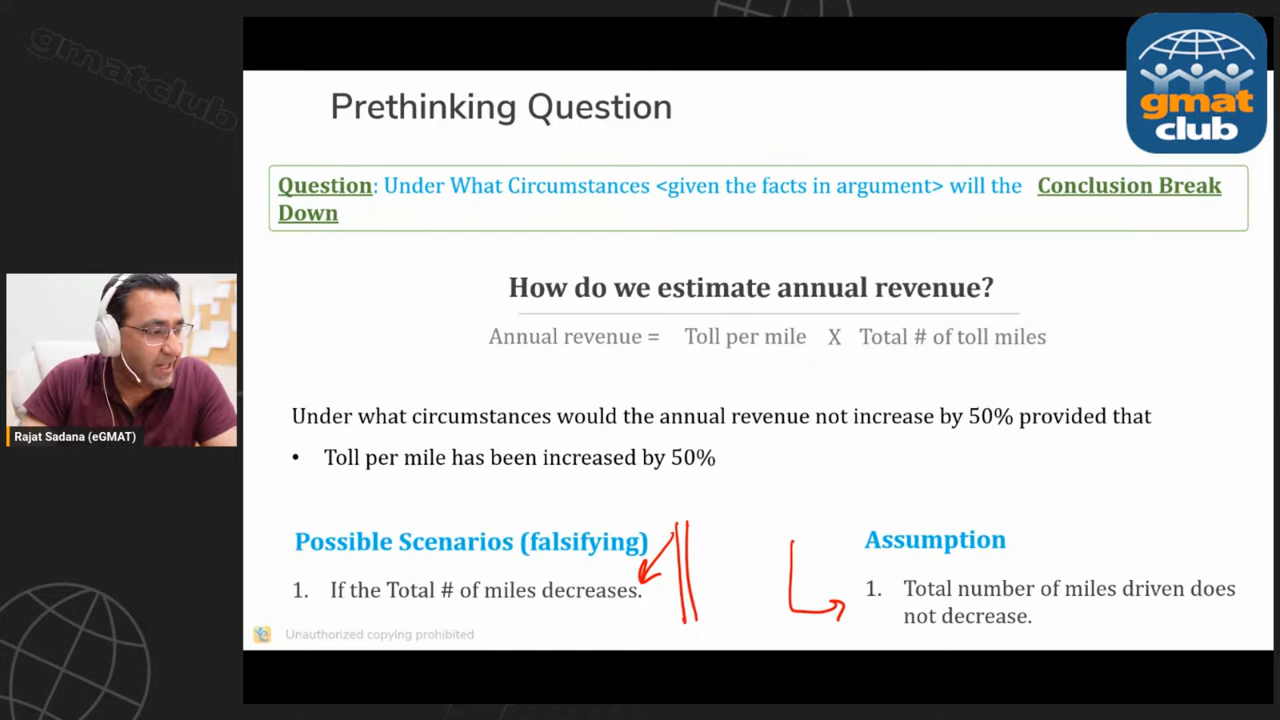 gmatclub
gmat
club
Prethinking Question
Question: Under What Circumstances <given the facts in argument> will the Conclusion Break
Down
How do we estimate annual revenue?
Annual revenue = Toll per mile X Total # of toll miles
Under what circumstances would the annual revenue not increase by 50% provided that
• Toll per mile has been increased by 50%
Possible Scenarios (falsifying)
1. If the Total # of miles decreases.
Assumption
1. Total number of miles driven does
not decrease.
Unauthorized copying prohibited
Rajat Sadana (eGMAT)